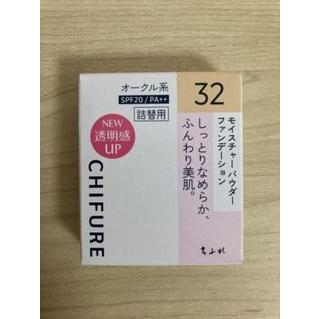 オークル系
SPF20 / PA++
詰替用
NEW
透明感
UP
CHIFURE
32
モイスチャー パウダー
ファンデーション
しっとりなめらか、
ふんわり美肌。
ちふれ